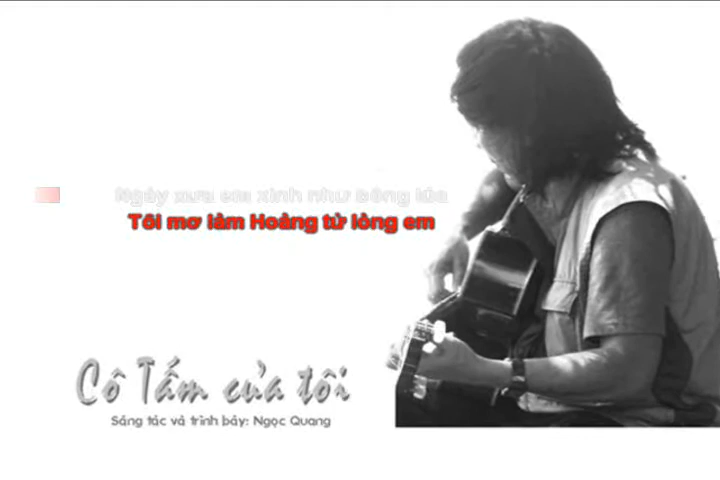 Ngày xưa em xinh như bông lúa
Tôi mơ làm Hoàng tử lòng em
Cô Tấm của tôi
Sáng tác và trình bày: Ngọc Quang